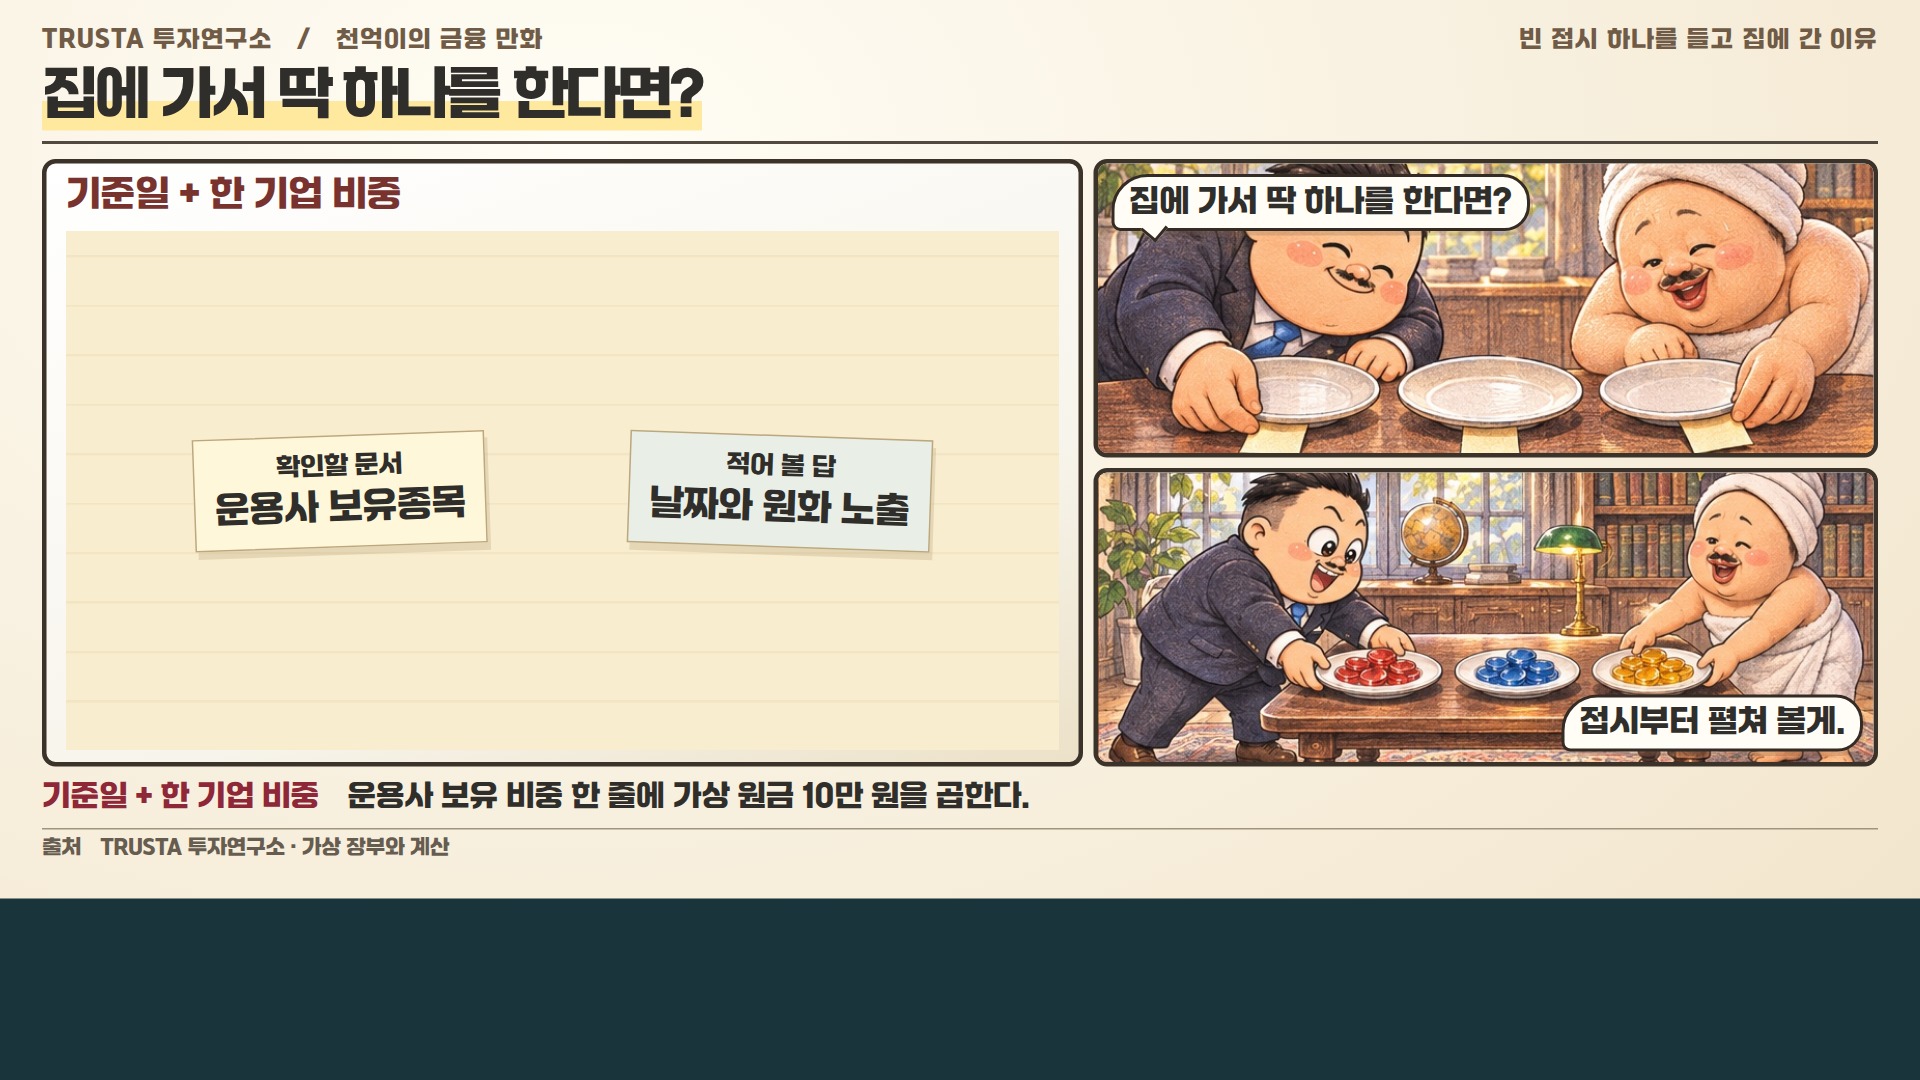 TRUSTA 투자연구소 / 천억이의 금융 만화
빈 접시 하나를 들고 집에 간 이유
집에 가서 딱 하나를 한다면?
기준일 + 한 기업 비중
확인할 문서
운용사 보유종목
적어 볼 답
날짜와 원화 노출
집에 가서 딱 하나를 한다면?
접시부터 펼쳐 볼게.
기준일 + 한 기업 비중 운용사 보유 비중 한 줄에 가상 원금 10만 원을 곱한다.
출처 TRUSTA 투자연구소 · 가상 장부와 계산